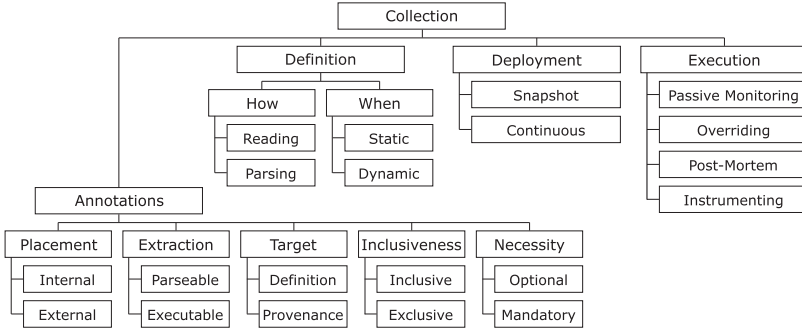 Collection
Definition
Deployment
Execution
How
When
Snapshot
Passive Monitoring
Reading
Static
Continuous
Overriding
Parsing
Dynamic
Post-Mortem
Instrumenting
Annotations
Placement
Extraction
Target
Inclusiveness
Necessity
Internal
Parseable
Definition
Inclusive
Optional
External
Executable
Provenance
Exclusive
Mandatory